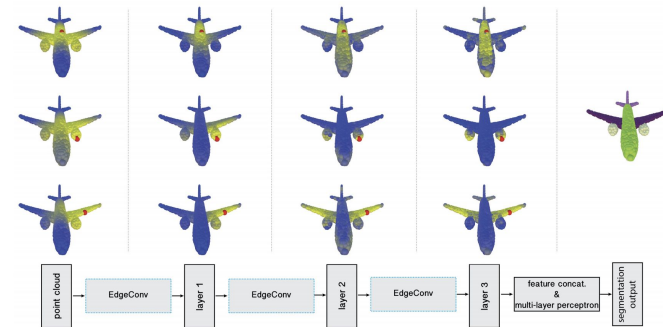 point cloud
EdgeConv
layer 1
EdgeConv
layer 2
EdgeConv
layer 3
feature concat.
&
multi-layer perceptron
segmentation
output